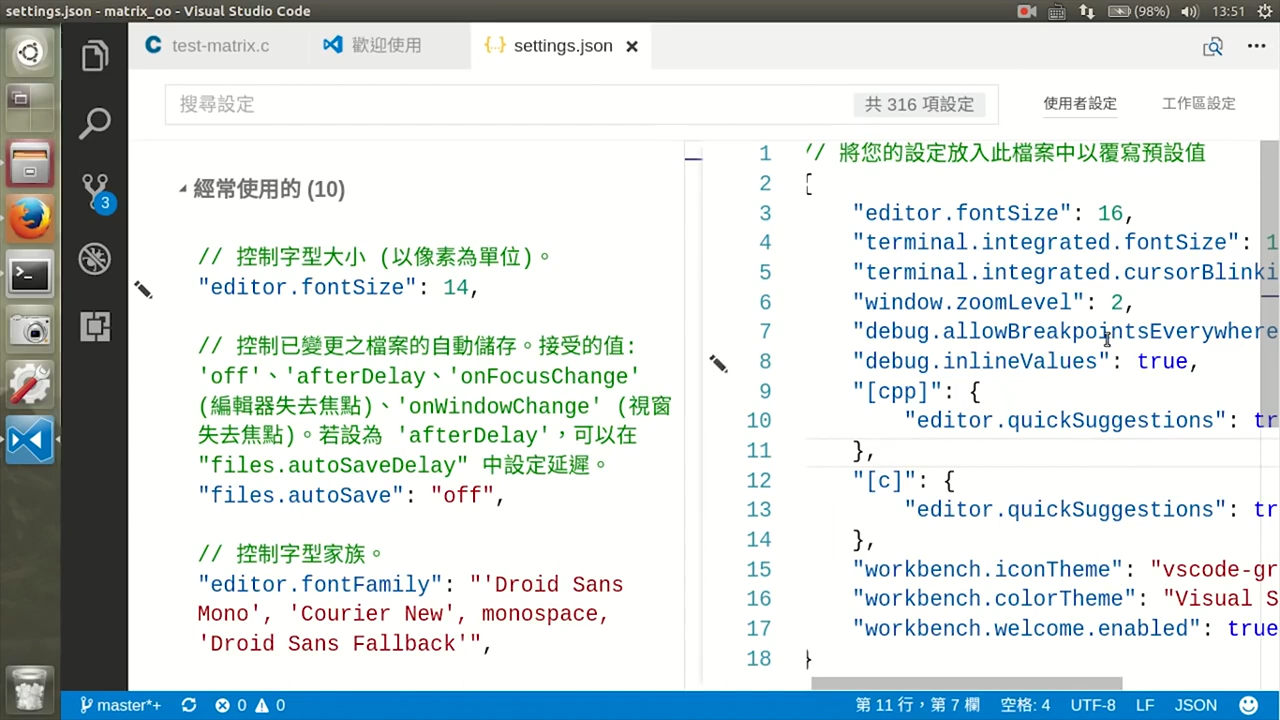 settings.json - matrix_oo - Visual Studio Code
(98%)
13:51
test-matrix.c
歡迎使用
settings.json
搜尋設定
共 316 項設定
使用者設定
工作區設定
經常使用的 (10)
// 控制字型大小 (以像素為單位)。
"editor.fontSize": 14,
// 控制已變更之檔案的自動儲存。接受的值:
'off'、'afterDelay、'onFocusChange'
(編輯器失去焦點)、'onWindowChange' (視窗
失去焦點)。若設為 'afterDelay'，可以在
"files.autoSaveDelay" 中設定延遲。
"files.autoSave": "off",
// 控制字型家族。
"editor.fontFamily": "'Droid Sans
Mono', 'Courier New', monospace,
'Droid Sans Fallback'",
1 // 將您的設定放入此檔案中以覆寫預設值
2 {
3 "editor.fontSize": 16,
4 "terminal.integrated.fontSize": 1
5 "terminal.integrated.cursorBlinki
6 "window.zoomLevel": 2,
7 "debug.allowBreakpointsEverywhere
8 "debug.inlineValues": true,
9 "[cpp]": {
10 "editor.quickSuggestions": tr
11 },
12 "[c]": {
13 "editor.quickSuggestions": tr
14 },
15 "workbench.iconTheme": "vscode-gr
16 "workbench.colorTheme": "Visual S
17 "workbench.welcome.enabled": true
18 }
3
master*+
0
0
第 11 行，第 7 欄
空格: 4
UTF-8
LF
JSON